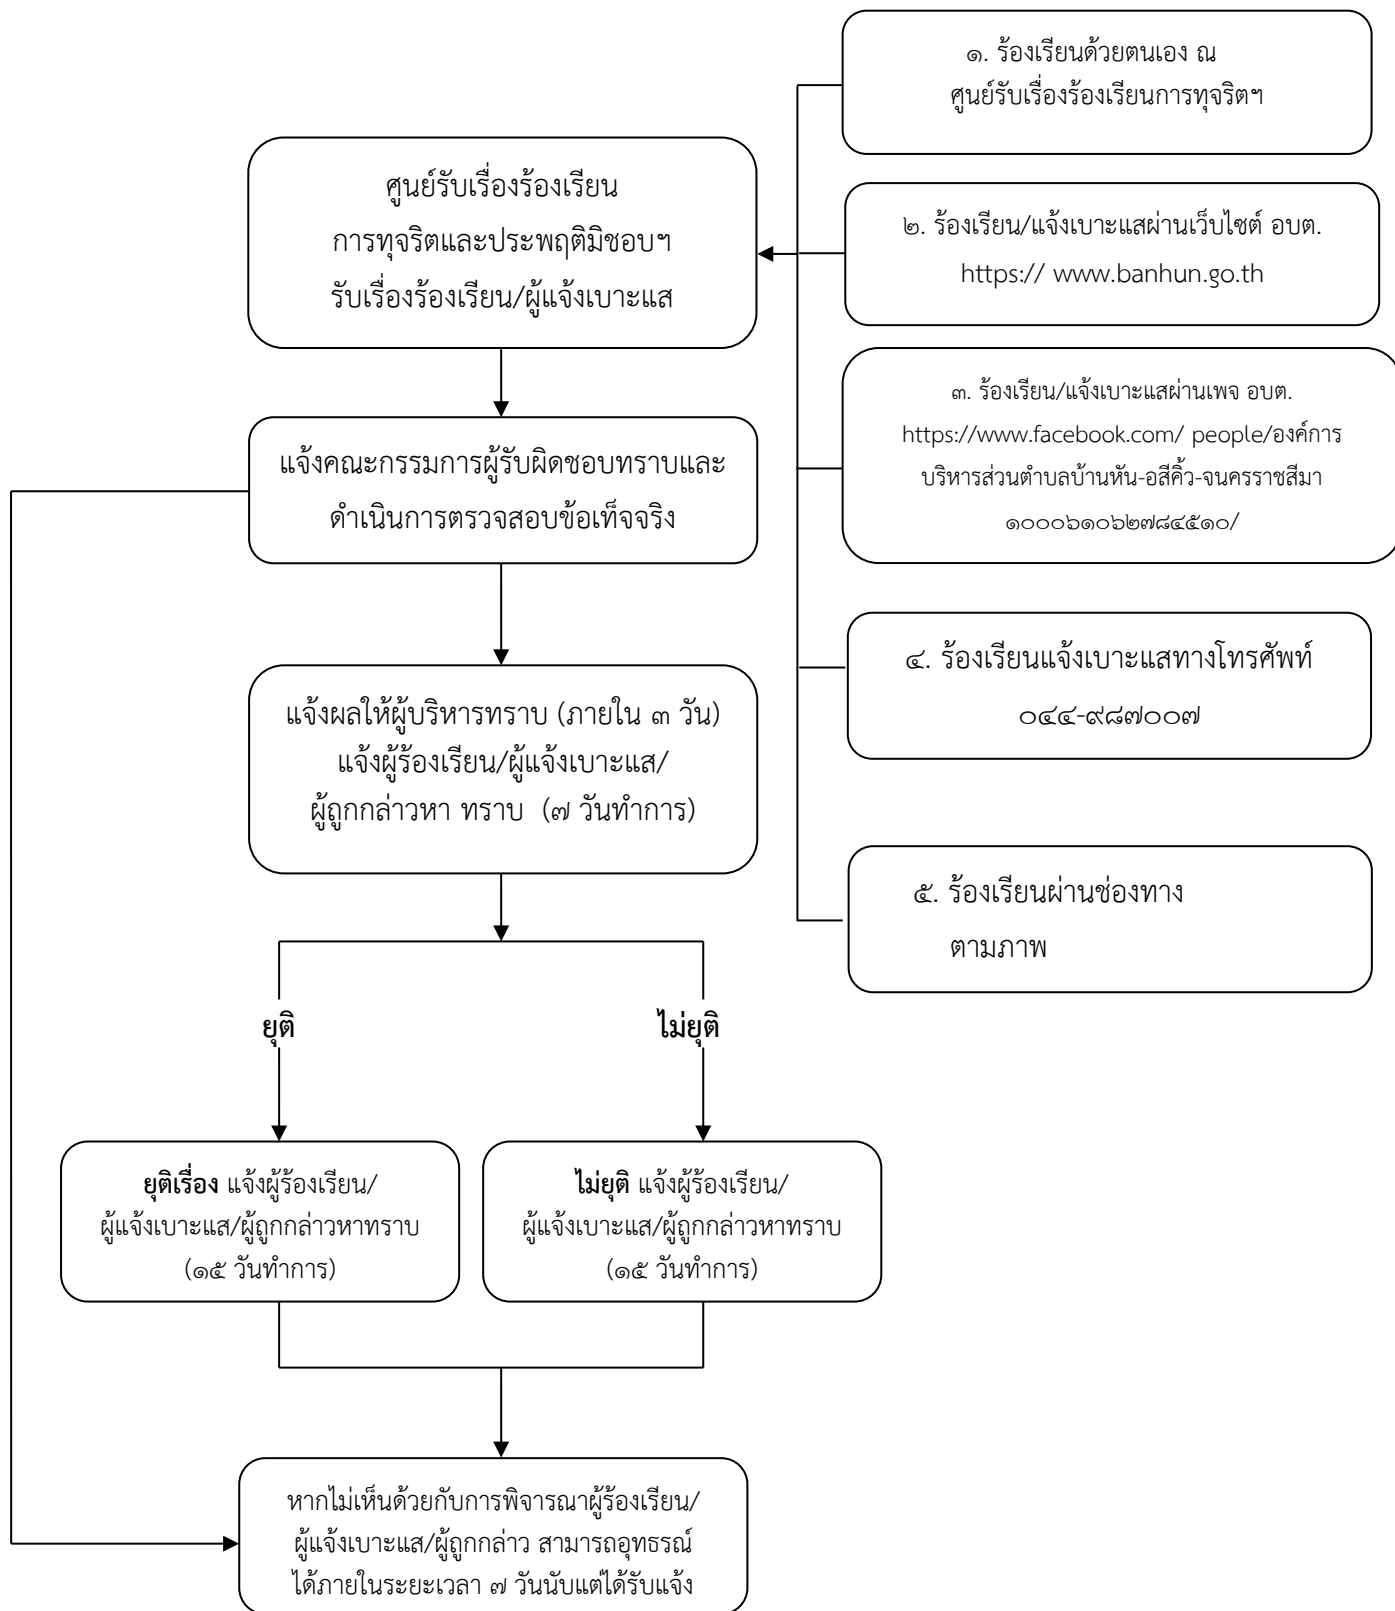 ๑. ร้องเรียนด้วยตนเอง ณ
ศูนย์รับเรื่องร้องเรียนการทุจริตฯ
ศูนย์รับเรื่องร้องเรียน
การทุจริตและประพฤติมิชอบฯ
รับเรื่องร้องเรียน/ผู้แจ้งเบาะแส
๒. ร้องเรียน/แจ้งเบาะแสผ่านเว็บไซต์ อบต.
https:// www.banhun.go.th
๓. ร้องเรียน/แจ้งเบาะแสผ่านเพจ อบต.
https://www.facebook.com/ people/องค์การ
บริหารส่วนตำบลบ้านหัน-อสีคิ้ว-จนครราชสีมา
๑๐๐๐๖๑๐๖๒๗๘๔๕๑๐/
แจ้งคณะกรรมการผู้รับผิดชอบทราบและ
ดำเนินการตรวจสอบข้อเท็จจริง
๔. ร้องเรียนแจ้งเบาะแสทางโทรศัพท์
๐๔๔-๙๘๗๐๐๗
แจ้งผลให้ผู้บริหารทราบ (ภายใน ๓ วัน)
แจ้งผู้ร้องเรียน/ผู้แจ้งเบาะแส/
ผู้ถูกกล่าวหา ทราบ (๗ วันทำการ)
๕. ร้องเรียนผ่านช่องทาง
ตามภาพ
ยุติ
ไม่ยุติ
ยุติเรื่อง แจ้งผู้ร้องเรียน/
ผู้แจ้งเบาะแส/ผู้ถูกกล่าวหาทราบ
(๑๕ วันทำการ)
ไม่ยุติ แจ้งผู้ร้องเรียน/
ผู้แจ้งเบาะแส/ผู้ถูกกล่าวหาทราบ
(๑๕ วันทำการ)
หากไม่เห็นด้วยกับการพิจารณาผู้ร้องเรียน/
ผู้แจ้งเบาะแส/ผู้ถูกกล่าว สามารถอุทธรณ์
ได้ภายในระยะเวลา ๗ วันนับแต่ได้รับแจ้ง